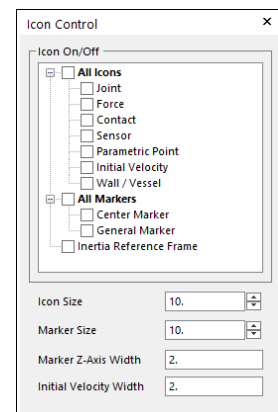 Icon Control
Icon On/Off
All Icons
Joint
Force
Contact
Sensor
Parametric Point
Initial Velocity
Wall / Vessel
All Markers
Center Marker
General Marker
Inertia Reference Frame
Icon Size 10.
Marker Size 10.
Marker Z-Axis Width 2.
Initial Velocity Width 2.